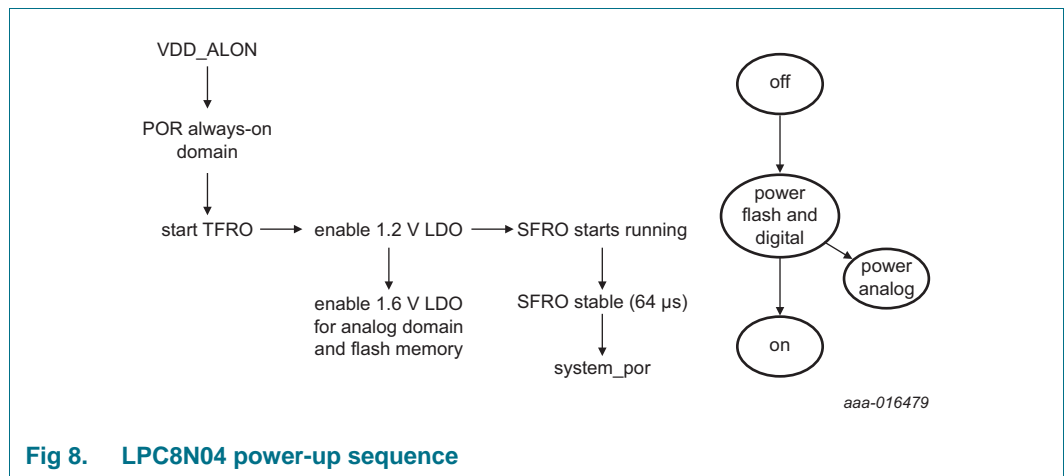 VDD_ALON
POR always-on
domain
start TFRO
enable 1.2 V LDO
SFRO starts running
enable 1.6 V LDO
for analog domain
and flash memory
SFRO stable (64 μs)
system_por
off
power
flash and
digital
power
analog
on
aaa-016479
Fig 8. LPC8N04 power-up sequence